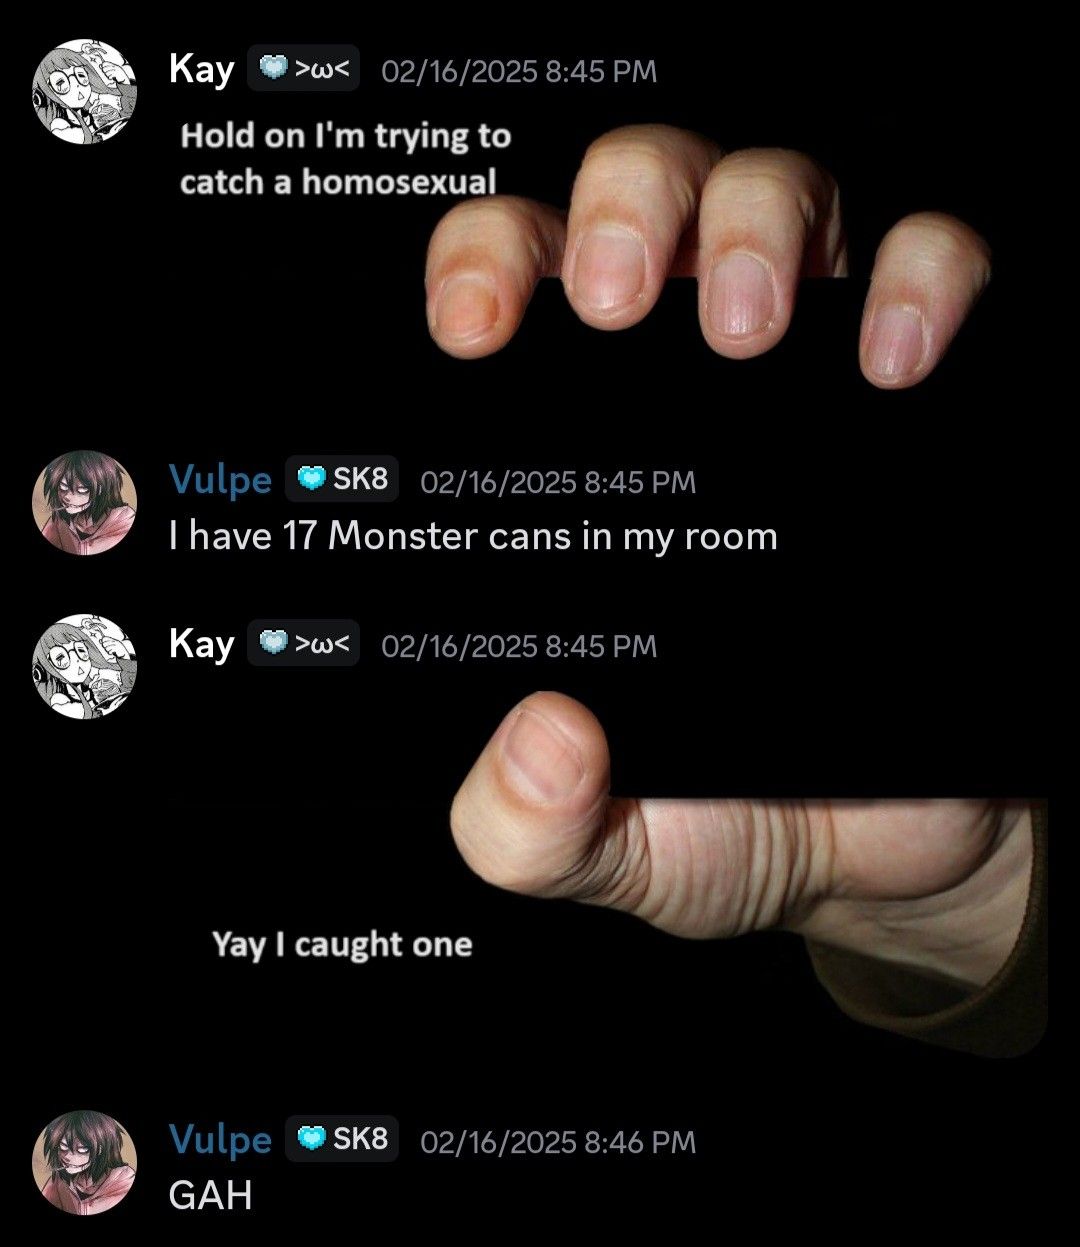 Kay >ω< 02/16/2025 8:45 PM
Hold on I'm trying to
catch a homosexual
Vulpe SK8 02/16/2025 8:45 PM
I have 17 Monster cans in my room
Kay >ω< 02/16/2025 8:45 PM
Yay I caught one
Vulpe SK8 02/16/2025 8:46 PM
GAH